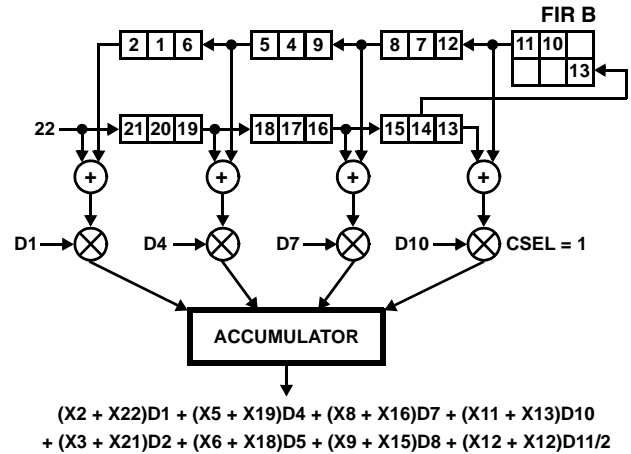 FIR B
2 1 6 5 4 9 8 7 12 11 10
13
22 21 20 19 18 17 16 15 14 13
+ + + +
D1 D4 D7 D10 CSEL = 1
ACCUMULATOR
(X2 + X22)D1 + (X5 + X19)D4 + (X8 + X16)D7 + (X11 + X13)D10
+ (X3 + X21)D2 + (X6 + X18)D5 + (X9 + X15)D8 + (X12 + X12)D11/2